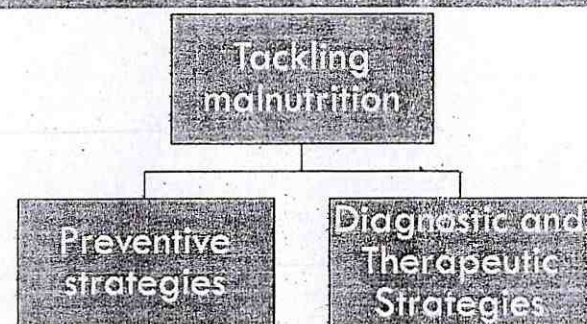 Tackling
malnutrition
Preventive
strategies
Diagnostic and
Therapeutic
Strategies